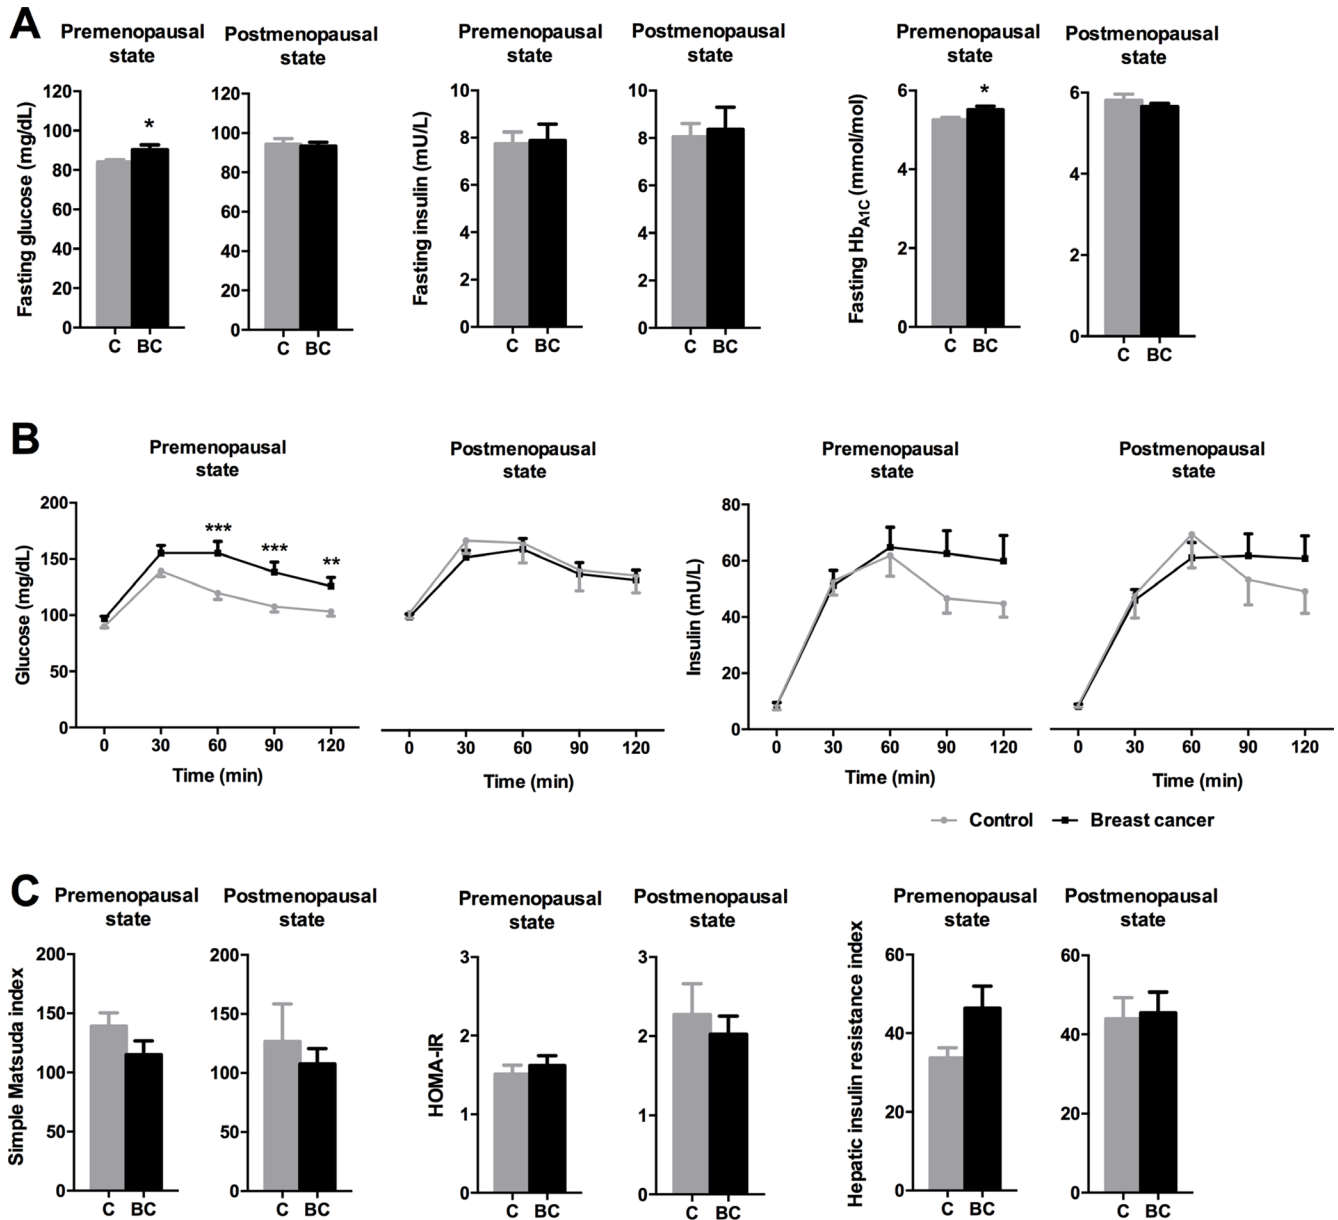 A
Premenopausal
state
Postmenopausal
state
Premenopausal
state
Postmenopausal
state
Premenopausal
state
Postmenopausal
state
Fasting glucose (mg/dL)
120
100
80
60
40
20
0
*
C BC
120
100
80
60
40
20
0
C BC
Fasting insulin (mU/L)
10
8
6
4
2
0
C BC
10
8
6
4
2
0
C BC
Fasting HbA1C (mmol/mol)
6
4
2
0
*
C BC
6
4
2
0
C BC
B
Premenopausal
state
Postmenopausal
state
Premenopausal
state
Postmenopausal
state
Glucose (mg/dL)
200
150
100
50
0
***
***
**
0 30 60 90 120
Time (min)
0 30 60 90 120
Time (min)
Insulin (mU/L)
80
60
40
20
0
0 30 60 90 120
Time (min)
0 30 60 90 120
Time (min)
Control Breast cancer
C
Premenopausal
state
Postmenopausal
state
Premenopausal
state
Postmenopausal
state
Premenopausal
state
Postmenopausal
state
Simple Matsuda index
200
150
100
50
0
C BC
200
150
100
50
0
C BC
HOMA-IR
3
2
1
0
C BC
3
2
1
0
C BC
Hepatic insulin resistance index
60
40
20
0
C BC
60
40
20
0
C BC